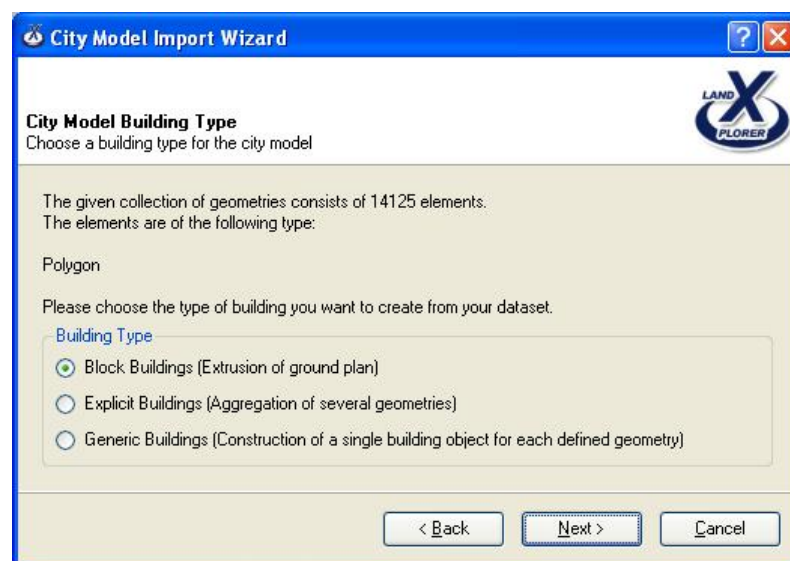 City Model Import Wizard
LAND X PLORER
City Model Building Type
Choose a building type for the city model
The given collection of geometries consists of 14125 elements.
The elements are of the following type:
Polygon
Please choose the type of building you want to create from your dataset.
Building Type
Block Buildings (Extrusion of ground plan)
Explicit Buildings (Aggregation of several geometries)
Generic Buildings (Construction of a single building object for each defined geometry)
< Back Next > Cancel